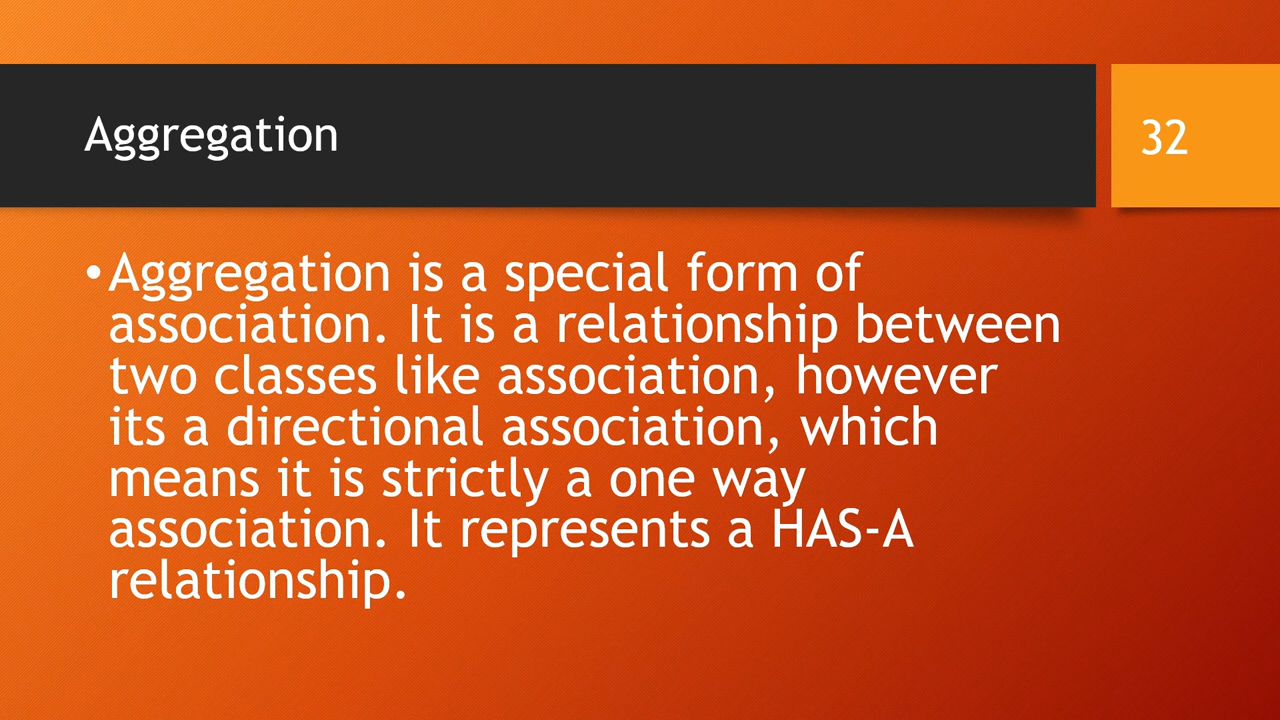 Aggregation
32
•Aggregation is a special form of
association. It is a relationship between
two classes like association, however
its a directional association, which
means it is strictly a one way
association. It represents a HAS-A
relationship.